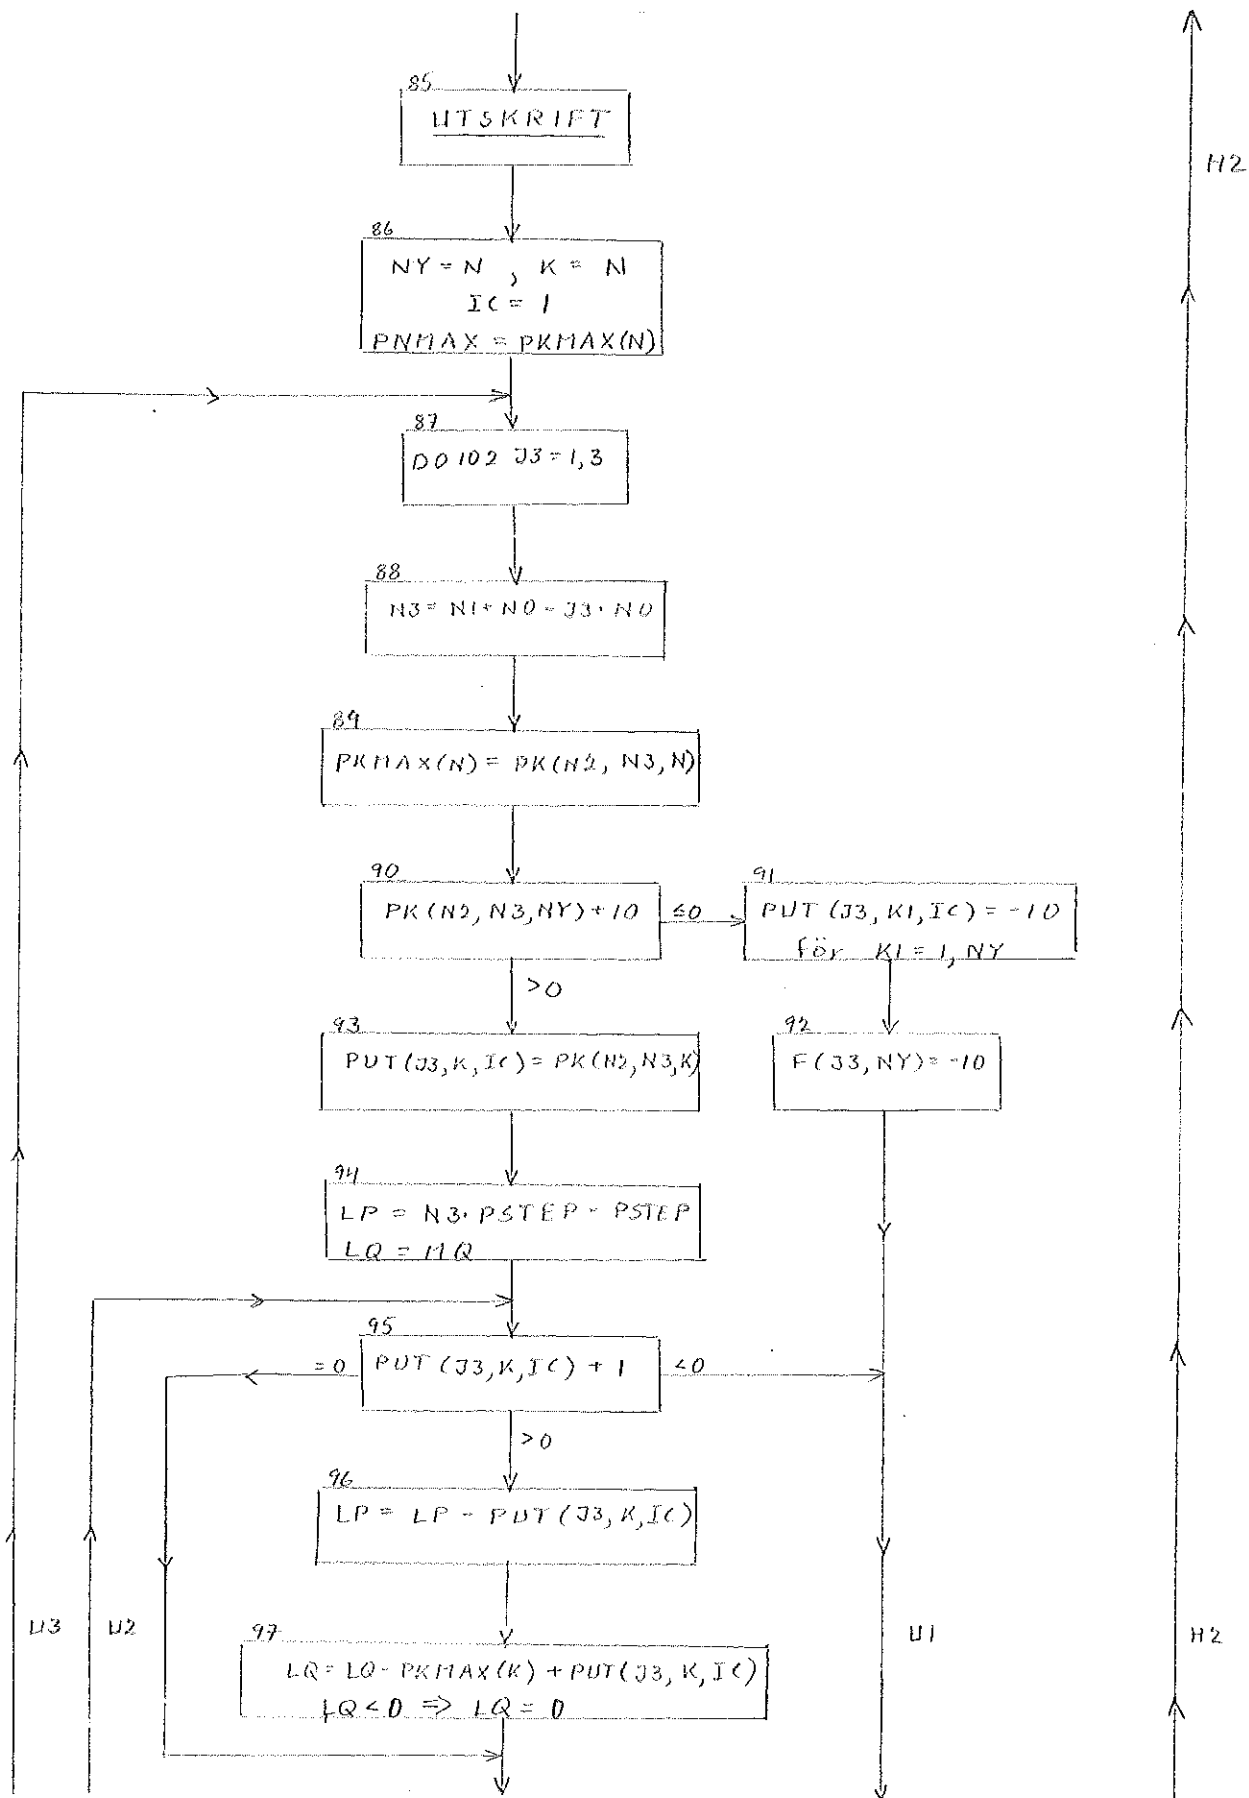 85
UTSKRIFT
H2
86
NY = N , K = N
IC = 1
PNMAX = PKMAX(N)
87
DO 102 J3 = 1,3
88
N3 = N1 + N0 - J3 · N0
89
PKMAX(N) = PK(N2, N3, N)
90
PK(N2, N3, NY) + 10
≤0
91
PUT (J3, K1, IC) = -10
för K1 = 1, NY
>0
92
F(J3, NY) = -10
93
PUT(J3, K, IC) = PK(N2, N3, K)
94
LP = N3 · PSTEP - PSTEP
LQ = MQ
95
=0
PUT (J3, K, IC) + 1
<0
>0
96
LP = LP - PUT (J3, K, IC)
U3
U2
97
LQ = LQ - PKMAX(K) + PUT(J3, K, IC)
LQ < 0 ⇒ LQ = 0
U1
H2